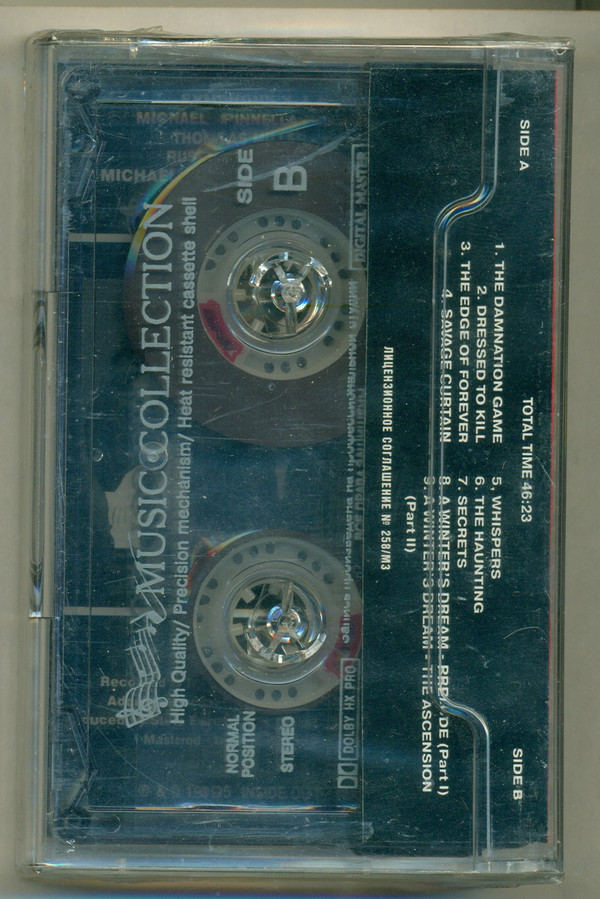 SIDE A
TOTAL TIME 46:23
SIDE B
1. THE DAMNATION GAME
2. DRESSED TO KILL
3. THE EDGE OF FOREVER
4. SAVAGE CURTAIN
5, WHISPERS
6. THE HAUNTING
7. SECRETS
8. A WINTER'S DREAM - PRELUDE (Part I)
9. A WINTER'S DREAM - THE ASCENSION
(Part II)
ЛИЦЕНЗИОННОЕ СОГЛАШЕНИЕ № 258/МЗ
DIGITAL MASTER
DOLBY HX PRO
SIDE
B
NORMAL
POSITION
STEREO
MUSIC COLLECTION
High Quality/ Precision mechanism/ Heat resistant cassette shell
MICHAEL PINNELLA
THOMAS
MICHAEL